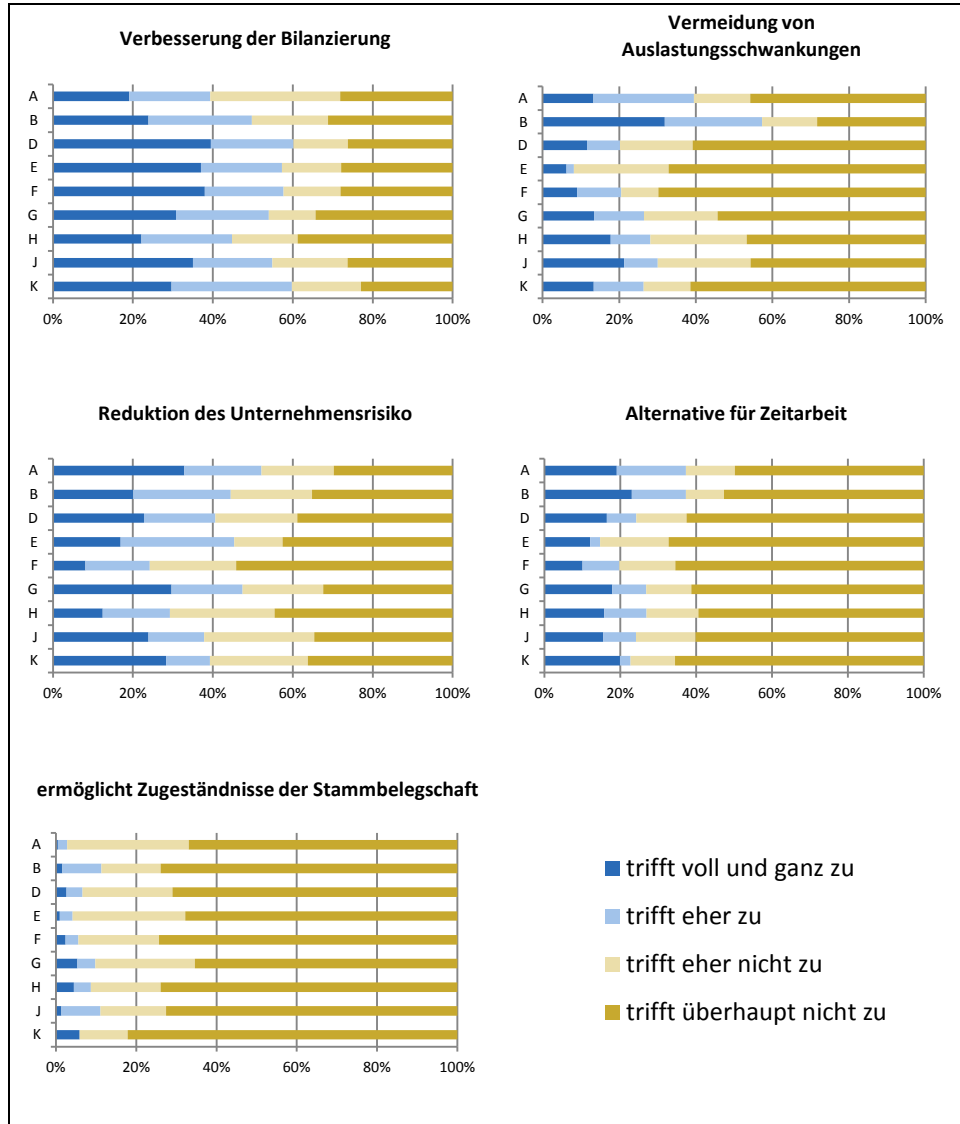 Verbesserung der Bilanzierung
A
B
D
E
F
G
H
J
K
0% 20% 40% 60% 80% 100%
Vermeidung von
Auslastungsschwankungen
A
B
D
E
F
G
H
J
K
0% 20% 40% 60% 80% 100%
Reduktion des Unternehmensrisiko
A
B
D
E
F
G
H
J
K
0% 20% 40% 60% 80% 100%
Alternative für Zeitarbeit
A
B
D
E
F
G
H
J
K
0% 20% 40% 60% 80% 100%
ermöglicht Zugeständnisse der Stammbelegschaft
A
B
D
E
F
G
H
J
K
0% 20% 40% 60% 80% 100%
trifft voll und ganz zu
trifft eher zu
trifft eher nicht zu
trifft überhaupt nicht zu